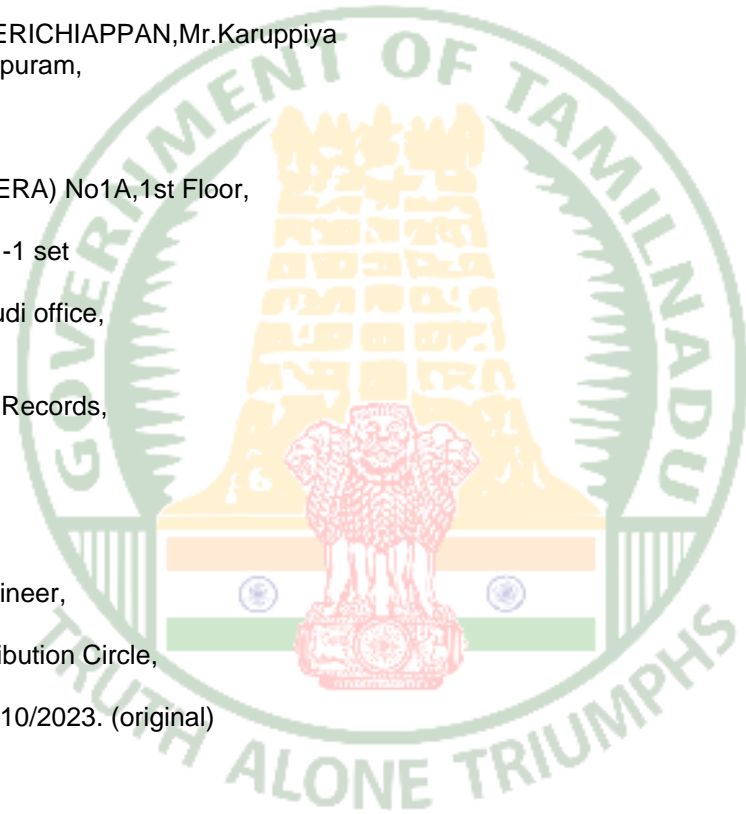 ERICHIAPPAN,Mr.Karuppiya
puram,
ERA) No1A,1st Floor,
-1 set
udi office,
Records,
ineer,
ibution Circle,
10/2023. (original)
GOVERNMENT OF TAMILNADU
TRUTH ALONE TRIUMPHS